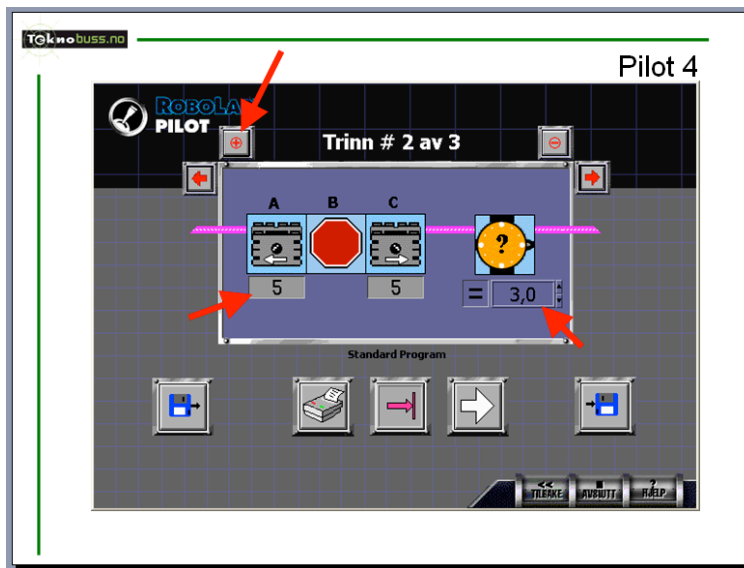 Teknobuss.no
Pilot 4
ROBOLAB
PILOT
Trinn # 2 av 3
A B C
?
5 5 = 3,0
Standard Program
<< ?
TILBAKE AVSLUTT HJELP